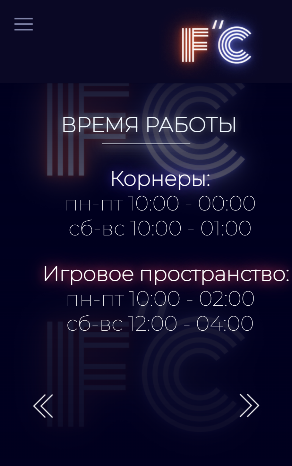 F"C
ВРЕМЯ РАБОТЫ
Корнеры:
пн-пт 10:00 - 00:00
сб-вс 10:00 - 01:00
Игровое пространство:
пн-пт 10:00 - 02:00
сб-вс 12:00 - 04:00